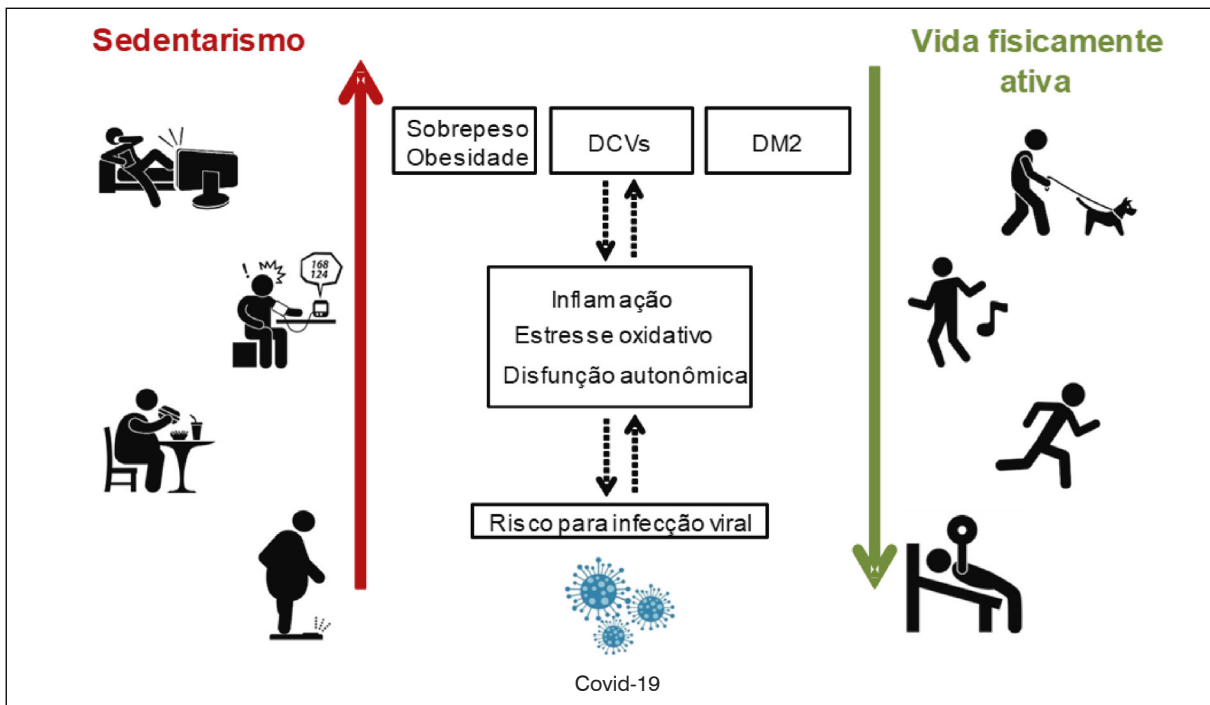 Sedentarismo
Vida fisicamente
ativa
Sobrepeso
Obesidade
DCVs
DM2
!
168
124
Inflamação
Estresse oxidativo
Disfunção autonômica
Risco para infecção viral
Covid-19